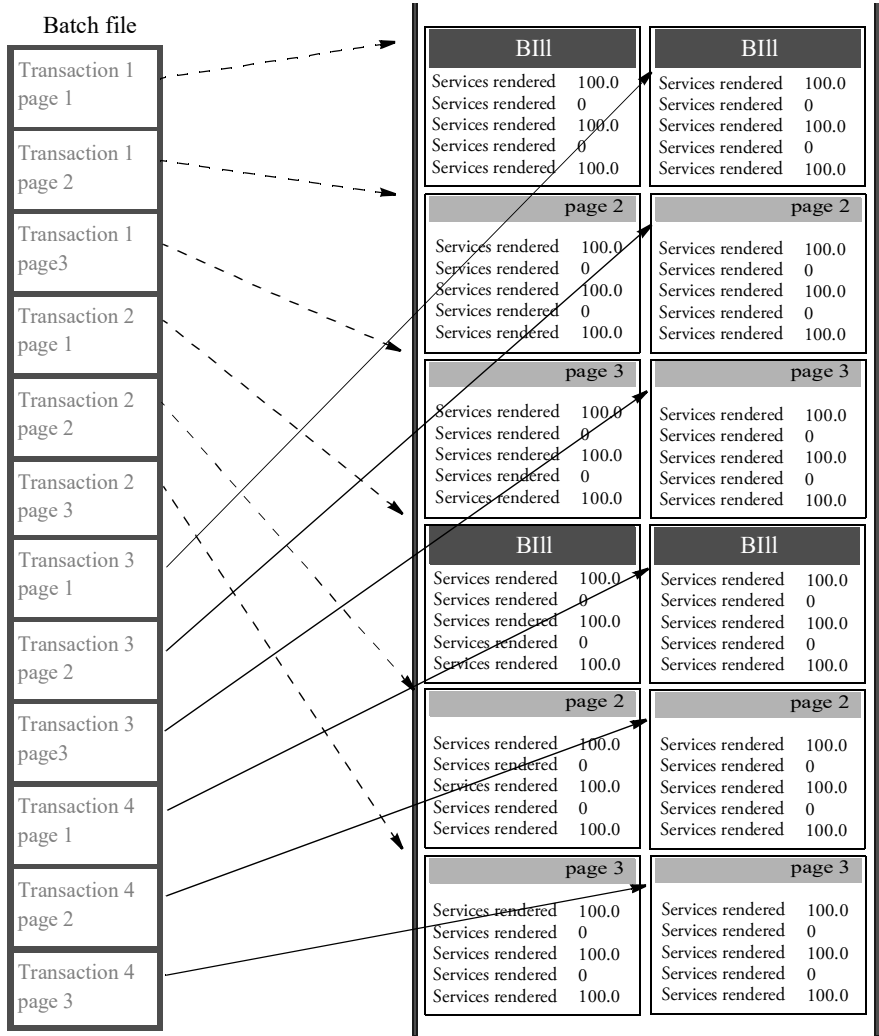 Batch file
Transaction 1
page 1
Transaction 1
page 2
Transaction 1
page3
Transaction 2
page 1
Transaction 2
page 2
Transaction 2
page 3
Transaction 3
page 1
Transaction 3
page 2
Transaction 3
page3
Transaction 4
page 1
Transaction 4
page 2
Transaction 4
page 3
BIll
Services rendered 100.0
Services rendered 0
Services rendered 100.0
Services rendered 0
Services rendered 100.0
page 2
Services rendered 100.0
Services rendered 0
Services rendered 100.0
Services rendered 0
Services rendered 100.0
page 3
Services rendered 100.0
Services rendered 0
Services rendered 100.0
Services rendered 0
Services rendered 100.0
BIll
Services rendered 100.0
Services rendered 0
Services rendered 100.0
Services rendered 0
Services rendered 100.0
page 2
Services rendered 100.0
Services rendered 0
Services rendered 100.0
Services rendered 0
Services rendered 100.0
page 3
Services rendered 100.0
Services rendered 0
Services rendered 100.0
Services rendered 0
Services rendered 100.0
BIll
Services rendered 100.0
Services rendered 0
Services rendered 100.0
Services rendered 0
Services rendered 100.0
page 2
Services rendered 100.0
Services rendered 0
Services rendered 100.0
Services rendered 0
Services rendered 100.0
page 3
Services rendered 100.0
Services rendered 0
Services rendered 100.0
Services rendered 0
Services rendered 100.0
BIll
Services rendered 100.0
Services rendered 0
Services rendered 100.0
Services rendered 0
Services rendered 100.0
page 2
Services rendered 100.0
Services rendered 0
Services rendered 100.0
Services rendered 0
Services rendered 100.0
page 3
Services rendered 100.0
Services rendered 0
Services rendered 100.0
Services rendered 0
Services rendered 100.0